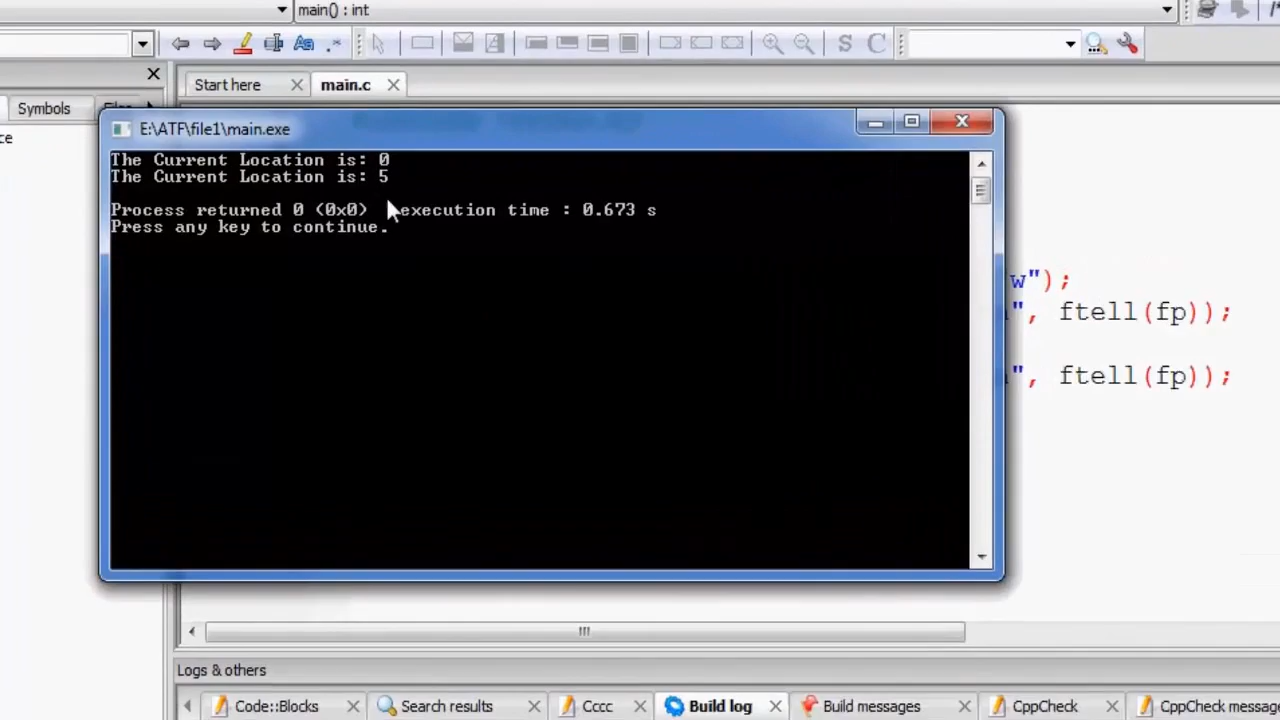 main() : int
Start here
main.c
Symbols
E:\ATF\file1\main.exe
The Current Location is: 0
The Current Location is: 5
Process returned 0 (0x0) execution time : 0.673 s
Press any key to continue.
w");
", ftell(fp));
", ftell(fp));
Logs & others
Code::Blocks
Search results
Cccc
Build log
Build messages
CppCheck
CppCheck messag